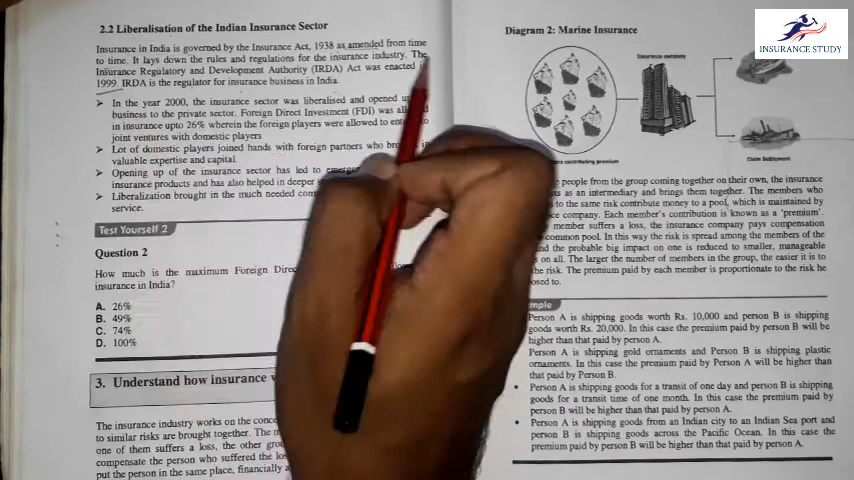 2.2 Liberalisation of the Indian Insurance Sector
Insurance in India is governed by the Insurance Act, 1938 as amended from time
to time. It lays down the rules and regulations for the insurance industry. The
Insurance Regulatory and Development Authority (IRDA) Act was enacted
1999. IRDA is the regulator for insurance business in India.
In the year 2000, the insurance sector was liberalised and opened
business to the private sector. Foreign Direct Investment (FDI) was
in insurance upto 26% wherein the foreign players were allowed to
joint ventures with domestic players
Lot of domestic players joined hands with foreign partners who
valuable expertise and capital.
Opening up of the insurance sector has led to
insurance products and has also helped in deeper
Liberalization brought in the much needed
service.
Test Yourself 2
Question 2
How much is the maximum Foreign
insurance in India?
A. 26%
B. 49%
C. 74%
D. 100%
3. Understand how insurance
The insurance industry works on the
to similar risks are brought together. The
one of them suffers a loss, the other
compensate the person who suffered the
put the person in the same place, financially
Diagram 2: Marine Insurance
Insurance company
contributing premium
Claim Settlement
people from the group coming together on their own, the insurance
as an intermediary and brings them together. The members who
to the same risk contribute money to a pool, which is maintained by
company. Each member's contribution is known as a 'premium'.
member suffers a loss, the insurance company pays compensation
common pool. In this way the risk is spread among the members of the
and the probable big impact on one is reduced to smaller, manageable
on all. The larger the number of members in the group, the easier it is to
the risk. The premium paid by each member is proportionate to the risk he
Person A is shipping goods worth Rs. 10,000 and person B is shipping
goods worth Rs. 20,000. In this case the premium paid by person B will be
higher than that paid by person A.
Person A is shipping gold ornaments and Person B is shipping plastic
ornaments. In this case the premium paid by Person A will be higher than
that paid by Person B.
Person A is shipping goods for a transit of one day and person B is shipping
goods for a transit time of one month. In this case the premium paid by
person B will be higher than that paid by person A.
Person A is shipping goods from an Indian city to an Indian Sea port and
person B is shipping goods across the Pacific Ocean. In this case the
premium paid by person B will be higher than that paid by person A.
INSURANCE STUDY